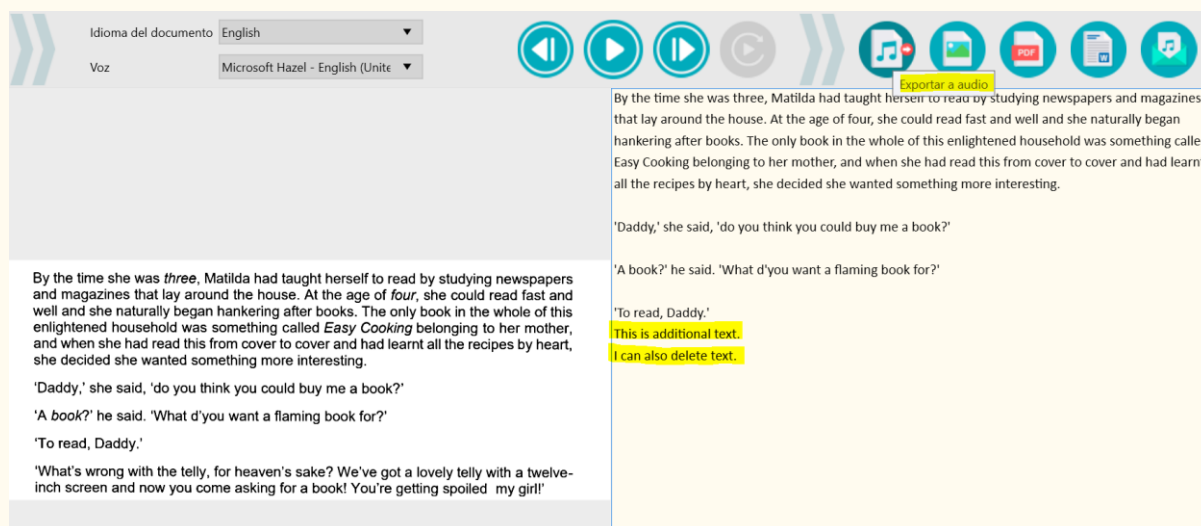 Idioma del documento English
Voz Microsoft Hazel - English (Unite
PDF
W
Exportar a audio
By the time she was three, Matilda had taught herself to read by studying newspapers
and magazines that lay around the house. At the age of four, she could read fast and
well and she naturally began hankering after books. The only book in the whole of this
enlightened household was something called Easy Cooking belonging to her mother,
and when she had read this from cover to cover and had learnt all the recipes by heart,
she decided she wanted something more interesting.
'Daddy,' she said, 'do you think you could buy me a book?'
'A book?' he said. 'What d'you want a flaming book for?'
'To read, Daddy.'
'What's wrong with the telly, for heaven's sake? We've got a lovely telly with a twelve-
inch screen and now you come asking for a book! You're getting spoiled my girl!'
By the time she was three, Matilda had taught herself to read by studying newspapers and magazines
that lay around the house. At the age of four, she could read fast and well and she naturally began
hankering after books. The only book in the whole of this enlightened household was something calle
Easy Cooking belonging to her mother, and when she had read this from cover to cover and had learn
all the recipes by heart, she decided she wanted something more interesting.
'Daddy,' she said, 'do you think you could buy me a book?'
'A book?' he said. 'What d'you want a flaming book for?'
'To read, Daddy.'
This is additional text.
I can also delete text.